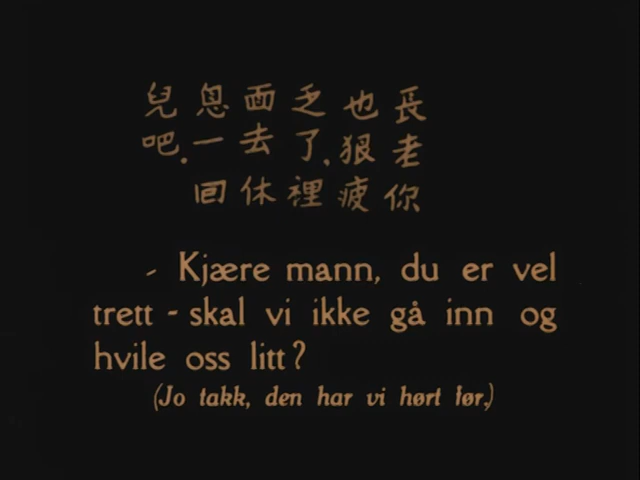 長老你
也狠疲
乏了,裡
面去休
息一回
兒吧.
- Kjære mann, du er vel
trett - skal vi ikke gå inn og
hvile oss litt?
(Jo takk, den har vi hørt før.)